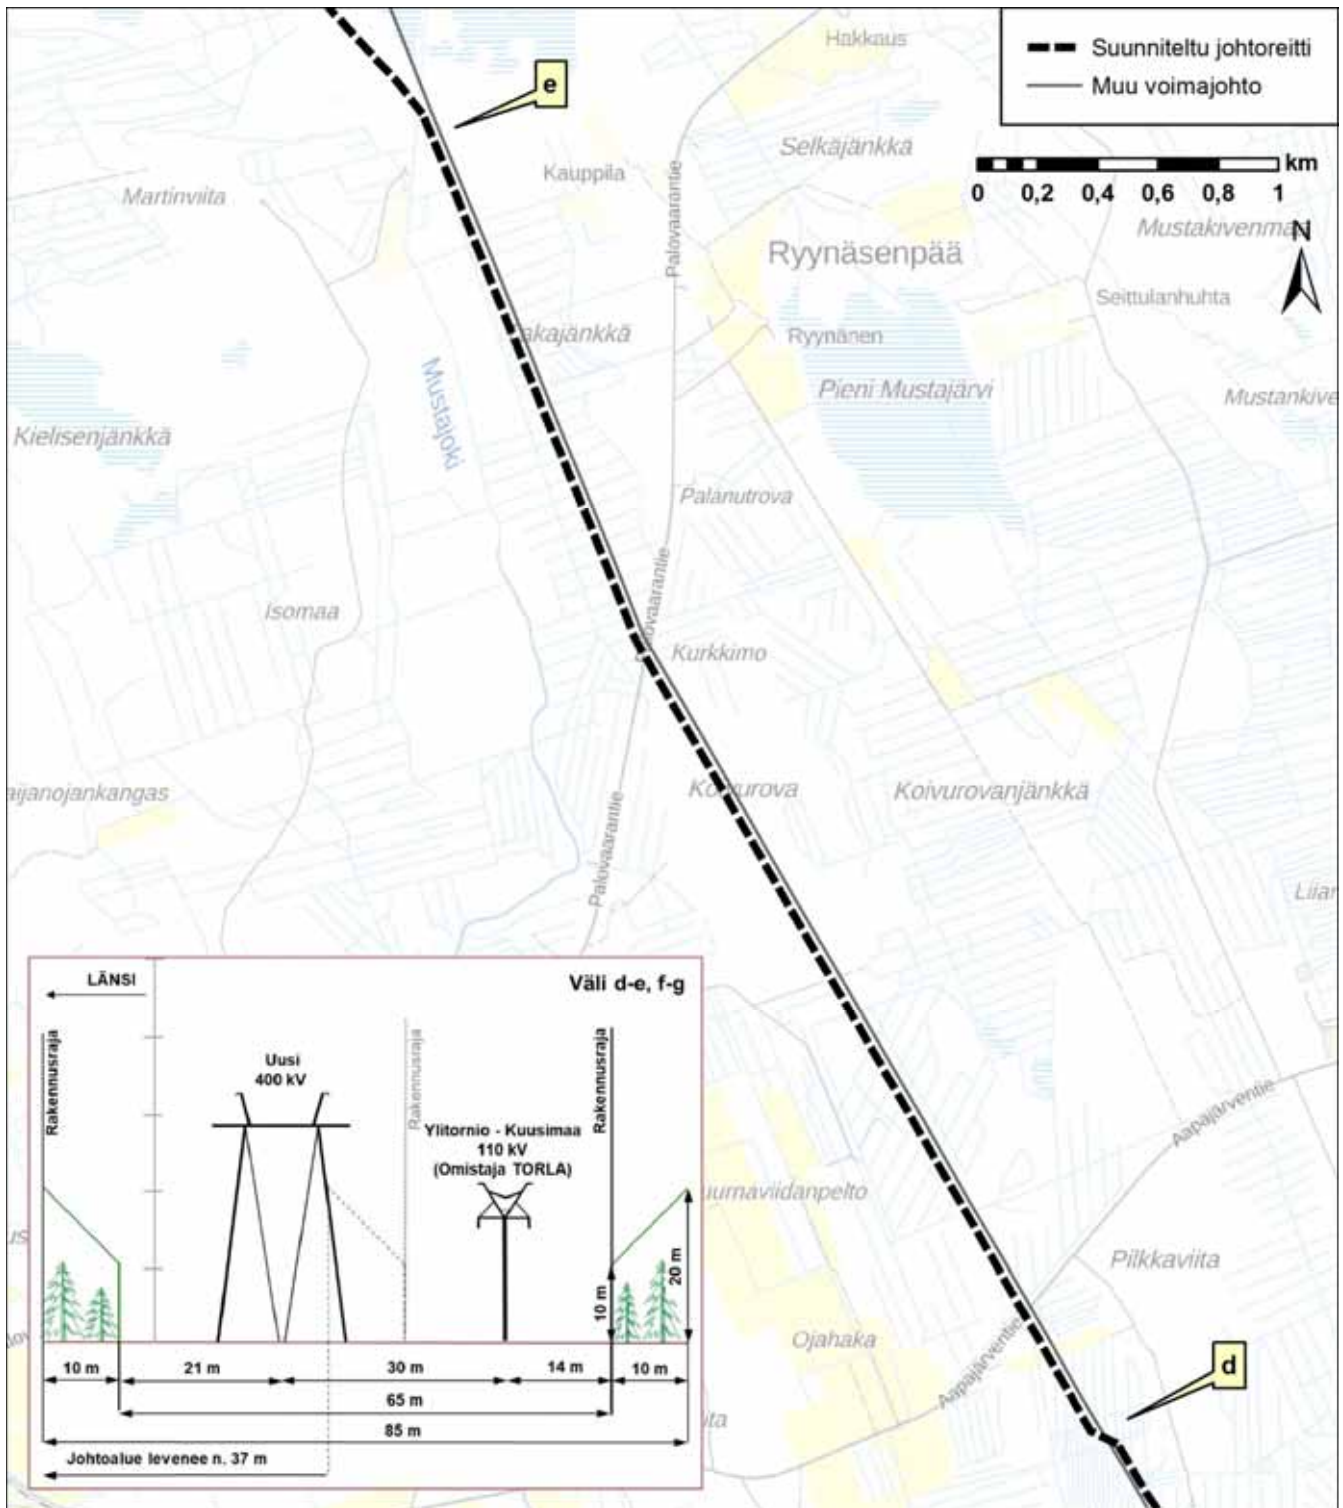 Suunniteltu johtoreitti
Muu voimajohto
km
0 0,2 0,4 0,6 0,8 1
N
Hakkaus
e
Selkäjänkkä
Kauppila
Martinviita
Palovaarantie
Ryynäsenpää
Seittulanhuhta
akajänkkä
Ryynänen
Mustajoki
Pieni Mustajärvi
Kielisenjänkkä
Palanutrova
Isomaa
Kurkkimo
aijanojankangas
Koivurovanjänkkä
Palovaarantie
Aapajärventie
Pilkkaviita
Ojahaka
Aapajärventie
d
LÄNSI
Väli d-e, f-g
Rakennusraja
Uusi
400 kV
Rakennusraja
Ylitornio - Kuusimaa
110 kV
(Omistaja TORLA)
Rakennusraja
10 m
20 m
10 m 21 m 30 m 14 m 10 m
65 m
85 m
Johtoalue levenee n. 37 m